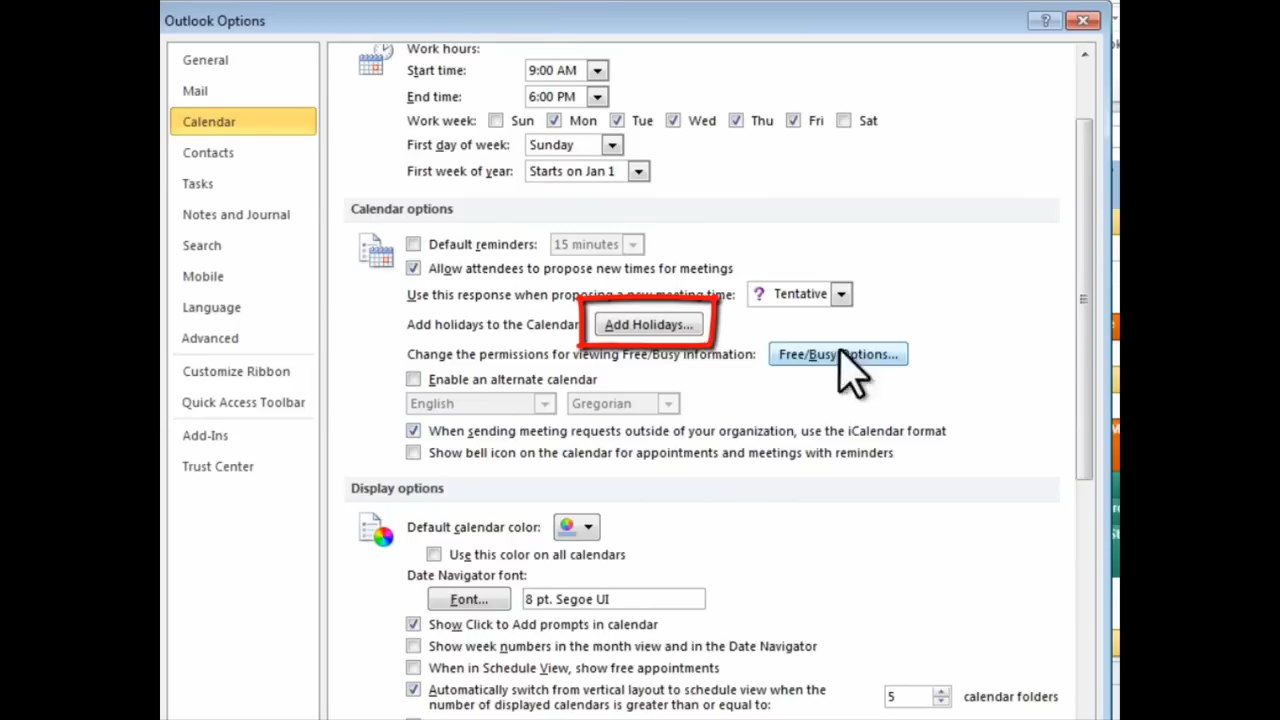 Outlook Options
General
Mail
Calendar
Contacts
Tasks
Notes and Journal
Search
Mobile
Language
Advanced
Customize Ribbon
Quick Access Toolbar
Add-Ins
Trust Center
Work hours:
Start time: 9:00 AM
End time: 6:00 PM
Work week: Sun Mon Tue Wed Thu Fri Sat
First day of week: Sunday
First week of year: Starts on Jan 1
Calendar options
Default reminders: 15 minutes
Allow attendees to propose new times for meetings
Use this response when proposing a new meeting time: ? Tentative
Add holidays to the Calendar Add Holidays...
Change the permissions for viewing Free/Busy information: Free/Busy Options...
Enable an alternate calendar
English Gregorian
When sending meeting requests outside of your organization, use the iCalendar format
Show bell icon on the calendar for appointments and meetings with reminders
Display options
Default calendar color:
Use this color on all calendars
Date Navigator font:
Font... 8 pt. Segoe UI
Show Click to Add prompts in calendar
Show week numbers in the month view and in the Date Navigator
When in Schedule View, show free appointments
Automatically switch from vertical layout to schedule view when the
number of displayed calendars is greater than or equal to: 5 calendar folders